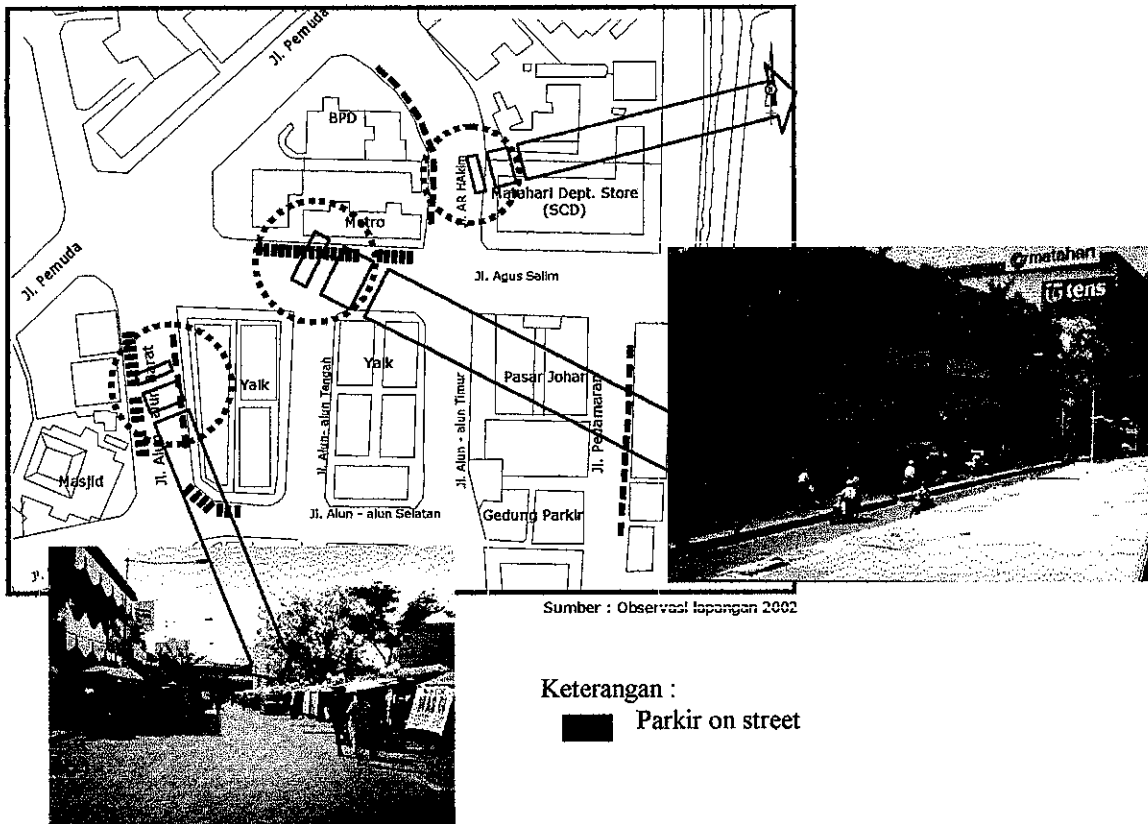 Jl. Pemuda
BPD
Jl. AR HAkim
Matahari Dept. Store
(SCD)
Metro
Jl. Pemuda
Jl. Agus Salim
matahari
Yaik
Jl. Alun- alun Tengah
Yaik
Jl. Alun - alun Timur
Pasar Johar
Jl. Pedamaran
Masjid
Jl. Alun - alun Selatan
Gedung Parkir
Sumber : Observasi lapangan 2002
Keterangan :
Parkir on street